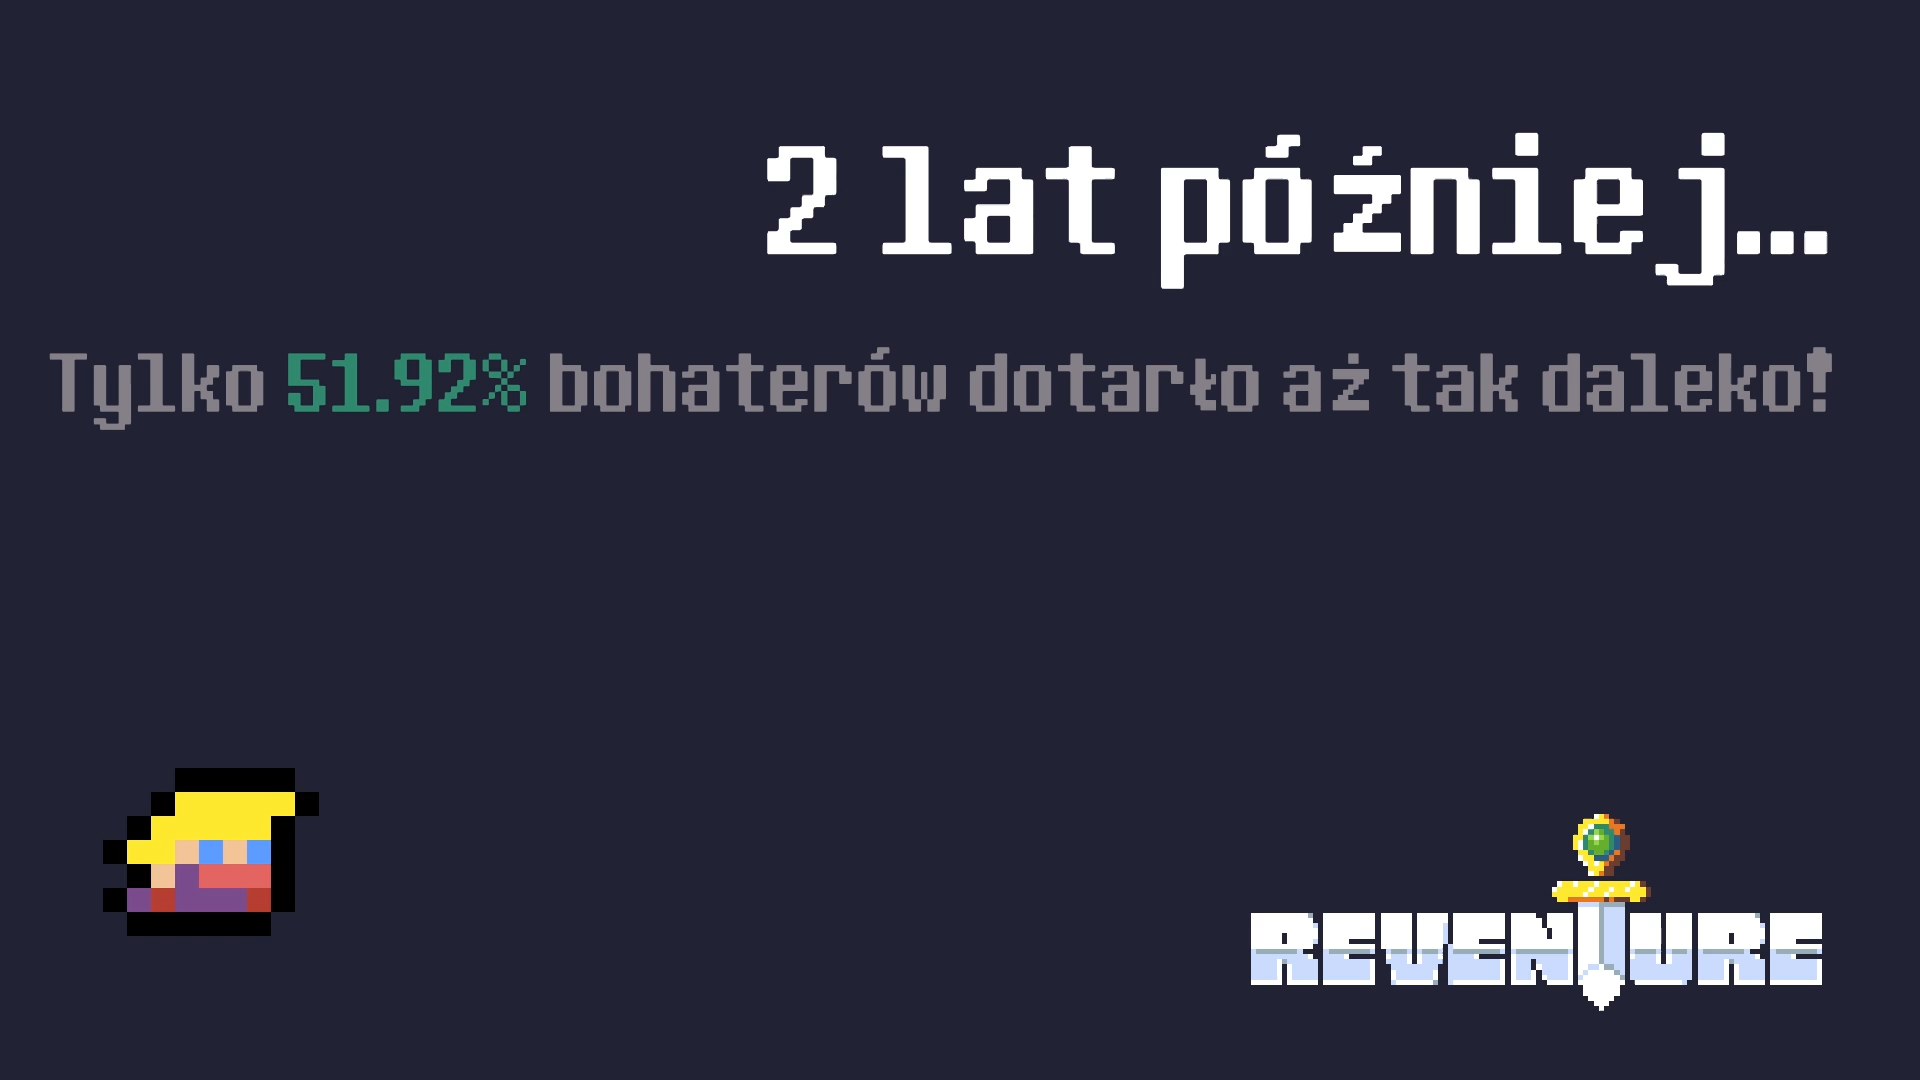 2 lat później...
Tylko 51.92% bohaterów dotarło aż tak daleko!
REVENTURE